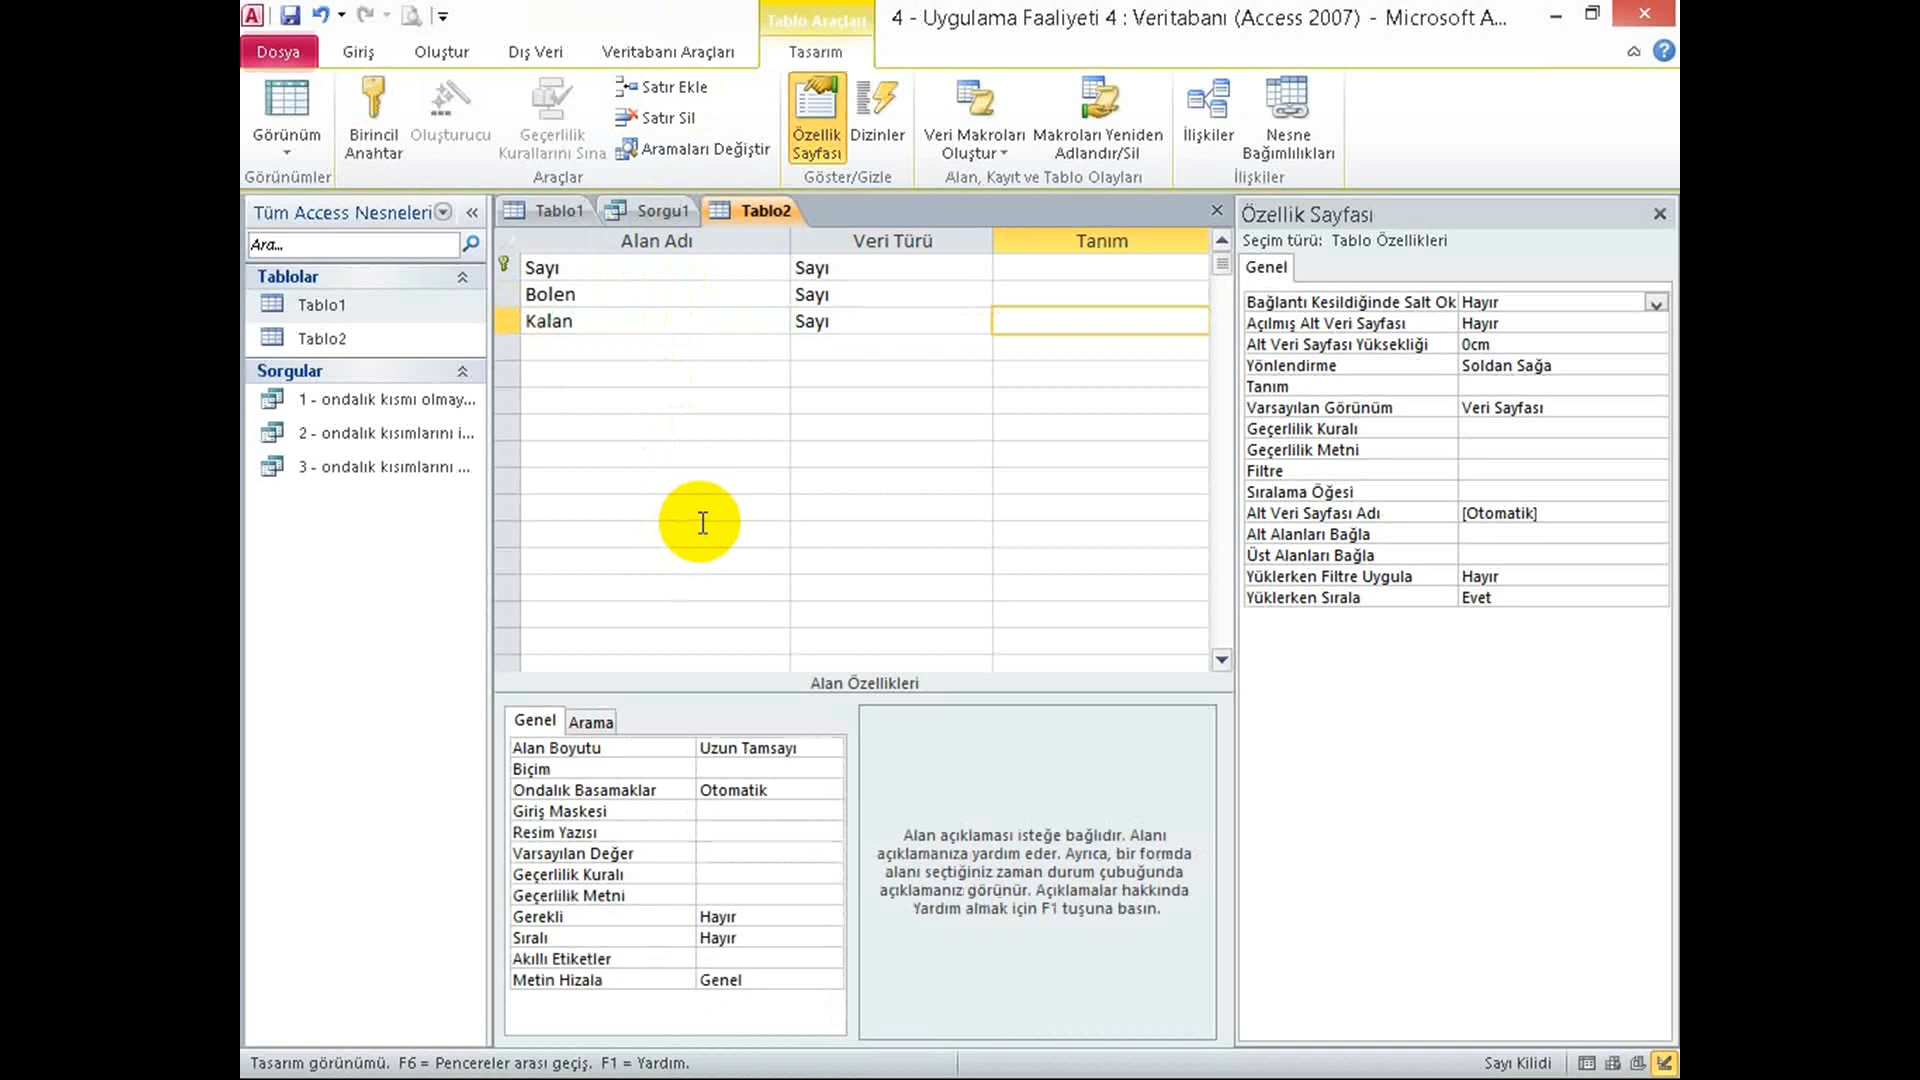 4 - Uygulama Faaliyeti 4 : Veritabanı (Access 2007) - Microsoft A...
Tablo Araçları
Dosya
Giriş
Oluştur
Dış Veri
Veritabanı Araçları
Tasarım
Görünüm
Birincil Anahtar
Oluşturucu
Geçerlilik Kurallarını Sına
Satır Ekle
Satır Sil
Aramaları Değiştir
Özellik Sayfası
Dizinler
Veri Makroları Oluştur
Makroları Yeniden Adlandır/Sil
İlişkiler
Nesne Bağımlılıkları
Görünümler
Araçlar
Göster/Gizle
Alan, Kayıt ve Tablo Olayları
İlişkiler
Tüm Access Nesneleri
Ara...
Tablolar
Tablo1
Tablo2
Sorgular
1 - ondalık kısmı olmay...
2 - ondalık kısımlarını i...
3 - ondalık kısımlarını ...
Tablo1
Sorgu1
Tablo2
Alan Adı Veri Türü Tanım
Sayı Sayı
Bolen Sayı
Kalan Sayı
Alan Özellikleri
Genel Arama
Alan Boyutu Uzun Tamsayı
Biçim
Ondalık Basamaklar Otomatik
Giriş Maskesi
Resim Yazısı
Varsayılan Değer
Geçerlilik Kuralı
Geçerlilik Metni
Gerekli Hayır
Sıralı Hayır
Akıllı Etiketler
Metin Hizala Genel
Alan açıklaması isteğe bağlıdır. Alanı
açıklamanıza yardım eder. Ayrıca, bir formda
alanı seçtiğiniz zaman durum çubuğunda
açıklamanız görünür. Açıklamalar hakkında
Yardım almak için F1 tuşuna basın.
Özellik Sayfası
Seçim türü: Tablo Özellikleri
Genel
Bağlantı Kesildiğinde Salt Ok Hayır
Açılmış Alt Veri Sayfası Hayır
Alt Veri Sayfası Yüksekliği 0cm
Yönlendirme Soldan Sağa
Tanım
Varsayılan Görünüm Veri Sayfası
Geçerlilik Kuralı
Geçerlilik Metni
Filtre
Sıralama Öğesi
Alt Veri Sayfası Adı [Otomatik]
Alt Alanları Bağla
Üst Alanları Bağla
Yüklerken Filtre Uygula Hayır
Yüklerken Sırala Evet
Tasarım görünümü. F6 = Pencereler arası geçiş. F1 = Yardım.
Sayı Kilidi